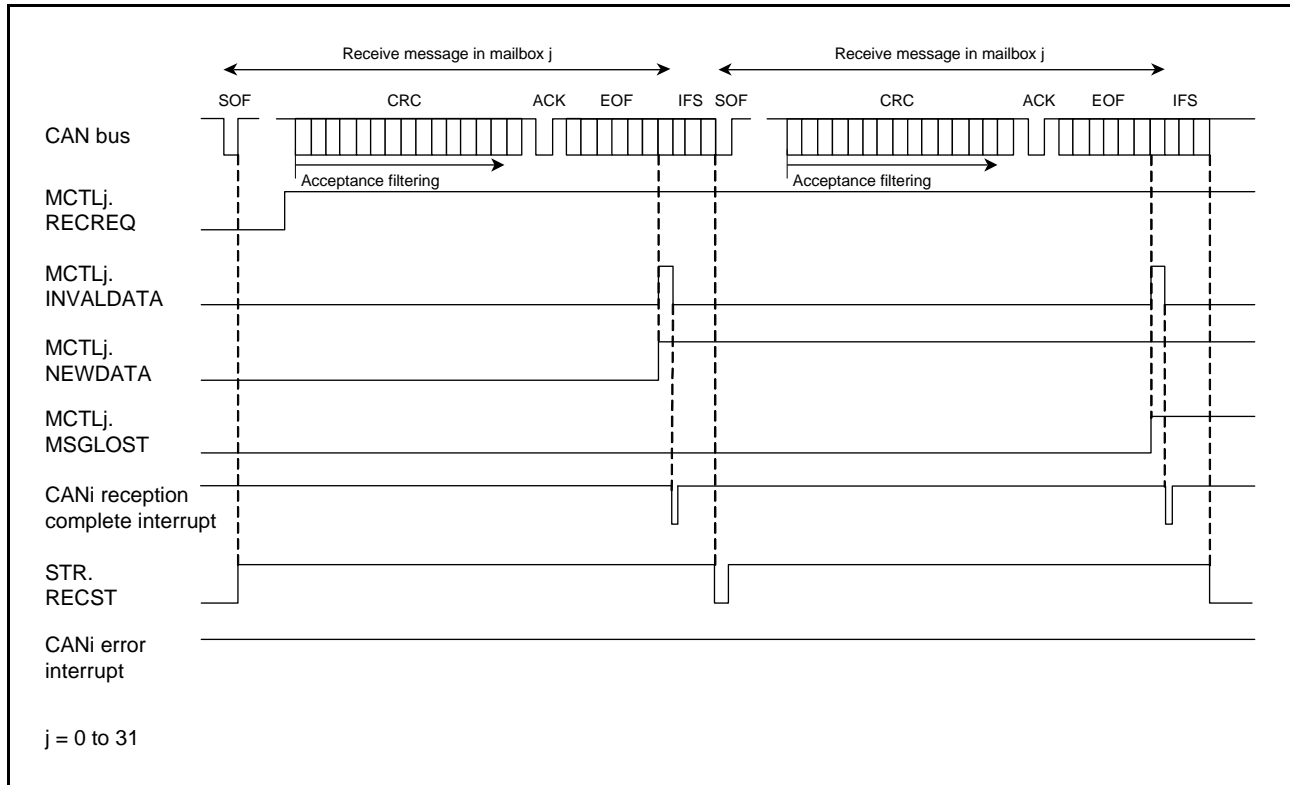 Receive message in mailbox j
Receive message in mailbox j
SOF CRC ACK EOF IFS SOF CRC ACK EOF IFS
CAN bus
Acceptance filtering
Acceptance filtering
MCTLj.
RECREQ
MCTLj.
INVALDATA
MCTLj.
NEWDATA
MCTLj.
MSGLOST
CANi reception
complete interrupt
STR.
RECST
CANi error
interrupt
j = 0 to 31